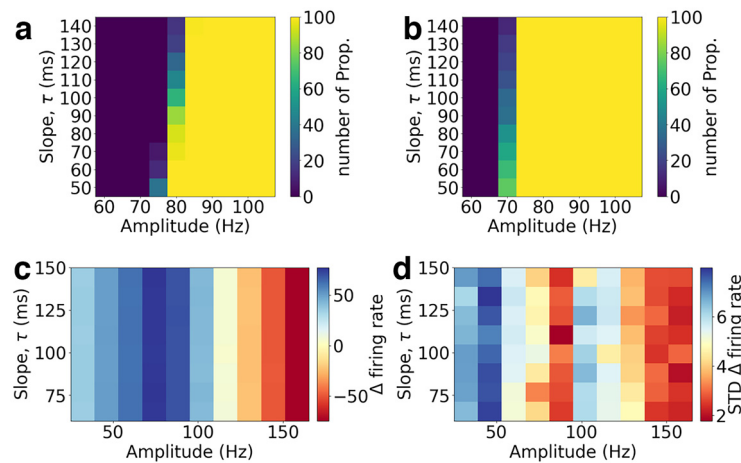 a
Slope, τ (ms)
140
130
120
110
100
90
80
70
60
50
60 70 80 90 100
Amplitude (Hz)
100
80
60
40
20
0
number of Prop.
b
Slope, τ (ms)
140
130
120
110
100
90
80
70
60
50
60 70 80 90 100
Amplitude (Hz)
100
80
60
40
20
0
number of Prop.
c
Slope, τ (ms)
150
125
100
75
50 100 150
Amplitude (Hz)
50
0
−50
Δ firing rate
d
Slope, τ (ms)
150
125
100
75
50 100 150
Amplitude (Hz)
6
4
2
STD Δ firing rate